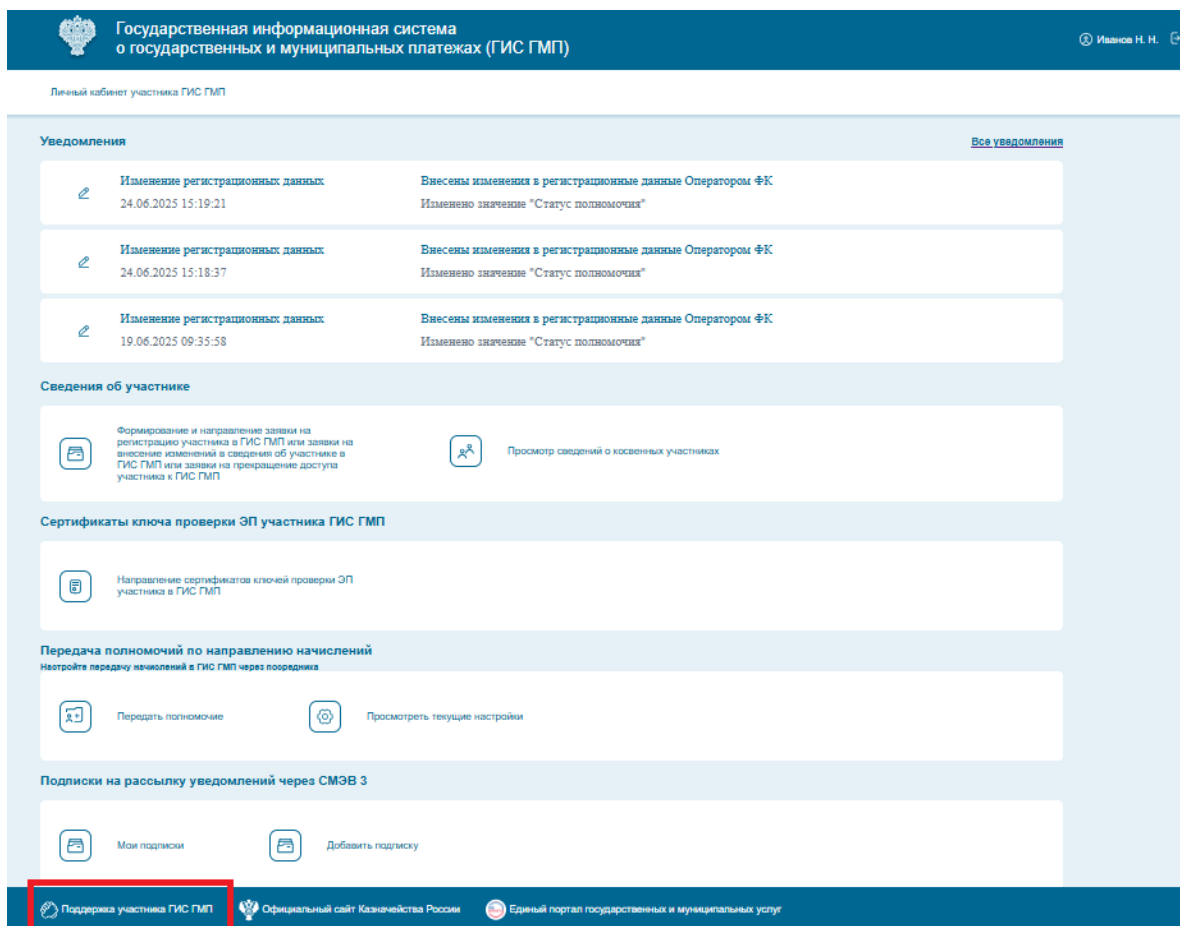 Государственная информационная система
о государственных и муниципальных платежах (ГИС ГМП)
Иванов Н. Н.
Личный кабинет участника ГИС ГМП
Уведомления
Все уведомления
Изменение регистрационных данных
Внесены изменения в регистрационные данные Оператором ФК
24.06.2025 15:19:21
Изменено значение "Статус полномочия"
Изменение регистрационных данных
Внесены изменения в регистрационные данные Оператором ФК
24.06.2025 15:18:37
Изменено значение "Статус полномочия"
Изменение регистрационных данных
Внесены изменения в регистрационные данные Оператором ФК
19.06.2025 09:35:58
Изменено значение "Статус полномочия"
Сведения об участнике
Формирование и направление заявки на
регистрацию участника в ГИС ГМП или заявки на
внесение изменений в сведения об участнике в
ГИС ГМП или заявки на прекращение доступа
участника к ГИС ГМП
Просмотр сведений о косвенных участниках
Сертификаты ключа проверки ЭП участника ГИС ГМП
Направление сертификатов ключей проверки ЭП
участника в ГИС ГМП
Передача полномочий по направлению начислений
Настройте передачу начислений в ГИС ГМП через посредника
Передать полномочие
Просмотреть текущие настройки
Подписки на рассылку уведомлений через СМЭВ 3
Мои подписки
Добавить подписку
Поддержка участника ГИС ГМП
Официальный сайт Казначейства России
Единый портал государственных и муниципальных услуг